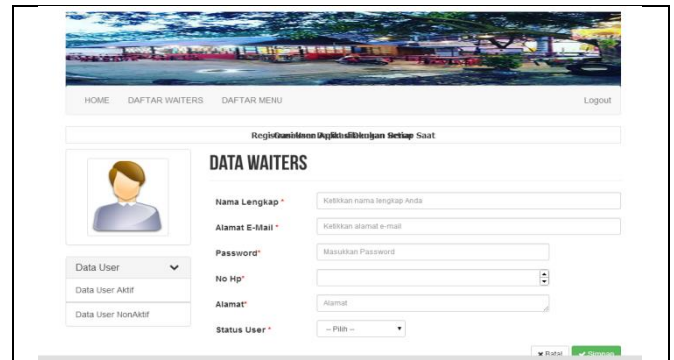 HOME DAFTAR WAITERS DAFTAR MENU Logout
Setiap Saat
DATA WAITERS
Nama Lengkap * Ketikkan nama lengkap Anda
Alamat E-Mail * Ketikkan alamat e-mail
Password* Masukkan Password
Data User
No Hp*
Data User Aktif
Alamat* Alamat
Data User NonAktif
Status User * -- Pilih --
Batal Simpan